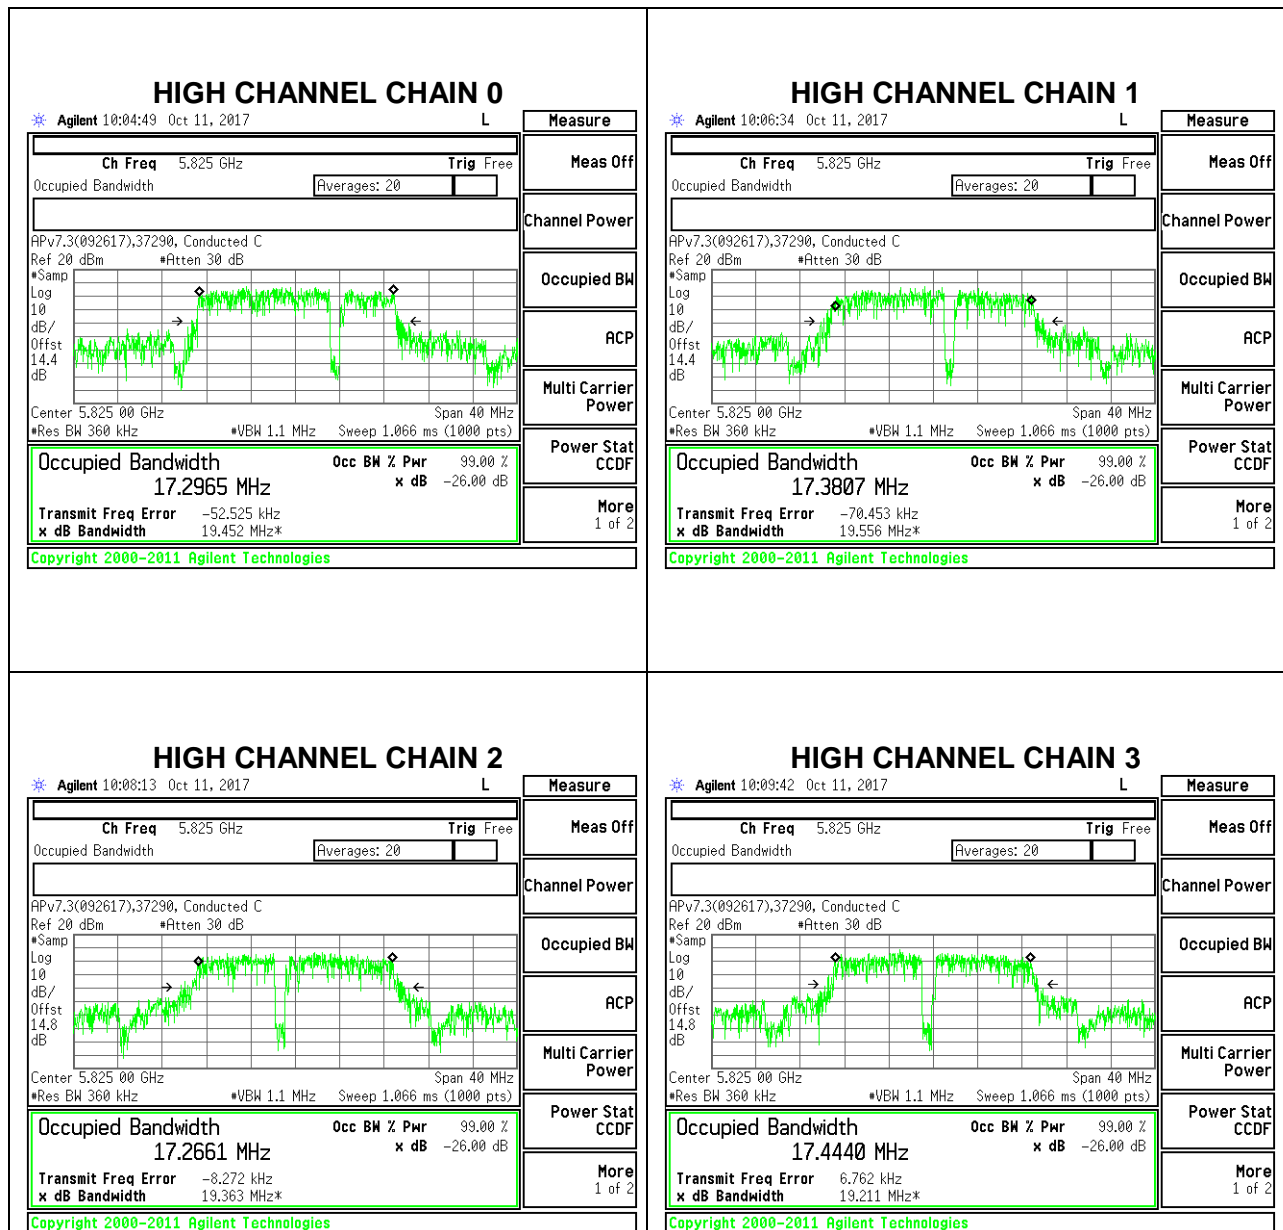 HIGH CHANNEL CHAIN 0
Agilent 10:04:49 Oct 11, 2017 L Measure
Ch Freq 5.825 GHz Trig Free
Meas Off
Occupied Bandwidth Averages: 20
Channel Power
APv7.3(092617),37290, Conducted C
Ref 20 dBm #Atten 30 dB
#Samp
Log
10
dB/
Offst
14.4
dB
Occupied BW
ACP
Multi Carrier
Power
Center 5.825 00 GHz Span 40 MHz
#Res BW 360 kHz #VBW 1.1 MHz Sweep 1.066 ms (1000 pts)
Power Stat
CCDF
Occupied Bandwidth Occ BW % Pwr 99.00 %
17.2965 MHz x dB -26.00 dB
Transmit Freq Error -52.525 kHz
x dB Bandwidth 19.452 MHz*
More
1 of 2
Copyright 2000-2011 Agilent Technologies
HIGH CHANNEL CHAIN 1
Agilent 10:06:34 Oct 11, 2017 L Measure
Ch Freq 5.825 GHz Trig Free
Meas Off
Occupied Bandwidth Averages: 20
Channel Power
APv7.3(092617),37290, Conducted C
Ref 20 dBm #Atten 30 dB
#Samp
Log
10
dB/
Offst
14.4
dB
Occupied BW
ACP
Multi Carrier
Power
Center 5.825 00 GHz Span 40 MHz
#Res BW 360 kHz #VBW 1.1 MHz Sweep 1.066 ms (1000 pts)
Power Stat
CCDF
Occupied Bandwidth Occ BW % Pwr 99.00 %
17.3807 MHz x dB -26.00 dB
Transmit Freq Error -70.453 kHz
x dB Bandwidth 19.556 MHz*
More
1 of 2
Copyright 2000-2011 Agilent Technologies
HIGH CHANNEL CHAIN 2
Agilent 10:08:13 Oct 11, 2017 L Measure
Ch Freq 5.825 GHz Trig Free
Meas Off
Occupied Bandwidth Averages: 20
Channel Power
APv7.3(092617),37290, Conducted C
Ref 20 dBm #Atten 30 dB
#Samp
Log
10
dB/
Offst
14.8
dB
Occupied BW
ACP
Multi Carrier
Power
Center 5.825 00 GHz Span 40 MHz
#Res BW 360 kHz #VBW 1.1 MHz Sweep 1.066 ms (1000 pts)
Power Stat
CCDF
Occupied Bandwidth Occ BW % Pwr 99.00 %
17.2661 MHz x dB -26.00 dB
Transmit Freq Error -8.272 kHz
x dB Bandwidth 19.363 MHz*
More
1 of 2
Copyright 2000-2011 Agilent Technologies
HIGH CHANNEL CHAIN 3
Agilent 10:09:42 Oct 11, 2017 L Measure
Ch Freq 5.825 GHz Trig Free
Meas Off
Occupied Bandwidth Averages: 20
Channel Power
APv7.3(092617),37290, Conducted C
Ref 20 dBm #Atten 30 dB
#Samp
Log
10
dB/
Offst
14.8
dB
Occupied BW
ACP
Multi Carrier
Power
Center 5.825 00 GHz Span 40 MHz
#Res BW 360 kHz #VBW 1.1 MHz Sweep 1.066 ms (1000 pts)
Power Stat
CCDF
Occupied Bandwidth Occ BW % Pwr 99.00 %
17.4440 MHz x dB -26.00 dB
Transmit Freq Error 6.762 kHz
x dB Bandwidth 19.211 MHz*
More
1 of 2
Copyright 2000-2011 Agilent Technologies